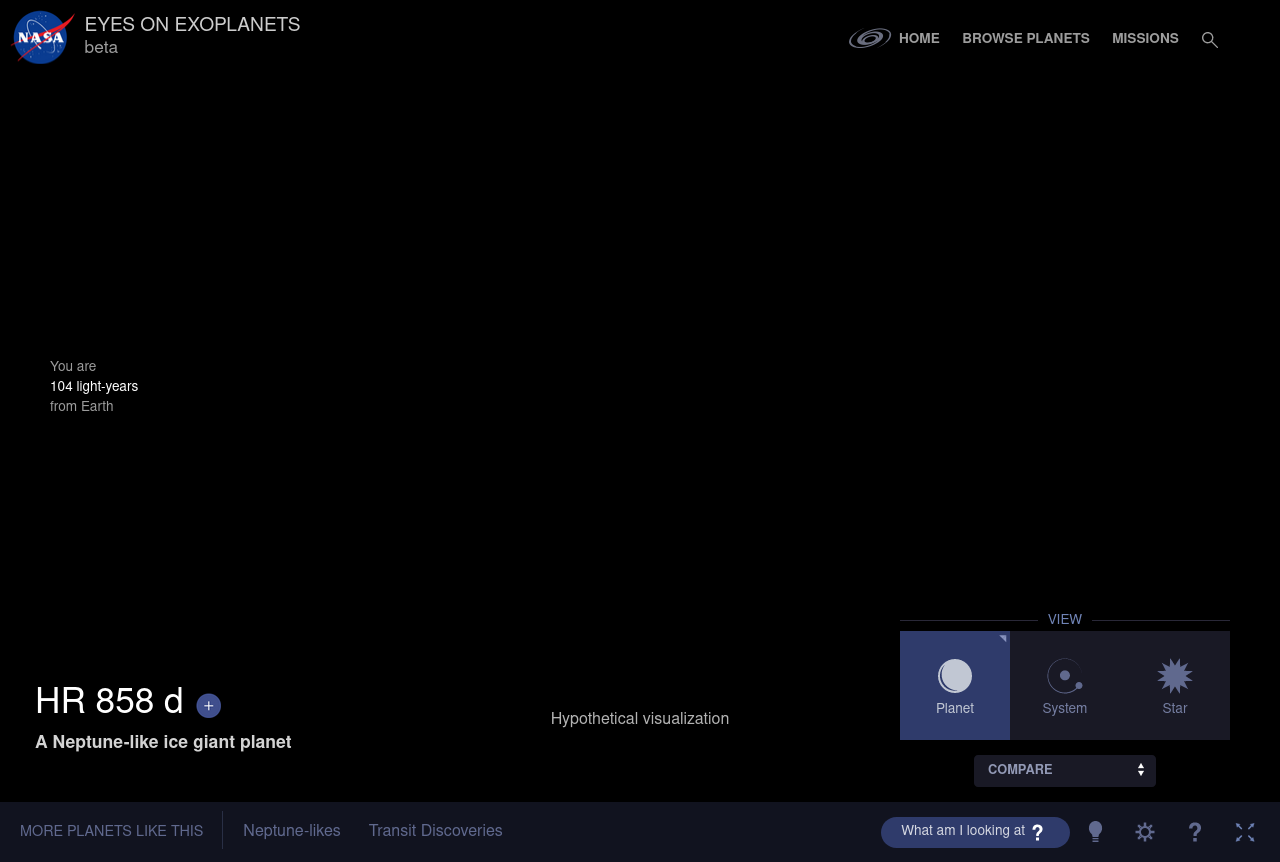 NASA
EYES ON EXOPLANETS
beta
HOME
BROWSE PLANETS
MISSIONS
You are
104 light-years
from Earth
VIEW
Planet
System
Star
HR 858 d +
A Neptune-like ice giant planet
Hypothetical visualization
COMPARE
MORE PLANETS LIKE THIS
Neptune-likes
Transit Discoveries
What am I looking at ?
?